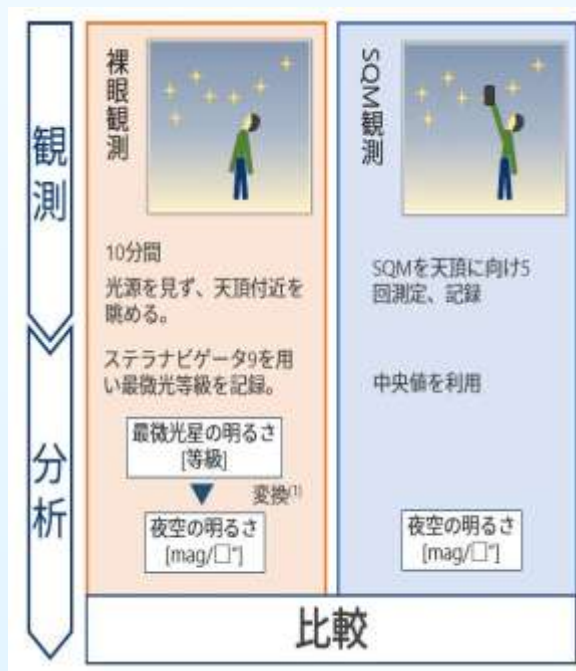 観測
裸眼観測
10分間
光源を見ず、天頂付近を
眺める。
ステラナビゲータ9を用
い最微光等級を記録。
SQM観測
SQMを天頂に向け5
回測定、記録
分析
最微光星の明るさ
[等級]
変換(1)
夜空の明るさ
[mag/□"]
中央値を利用
夜空の明るさ
[mag/□"]
比較